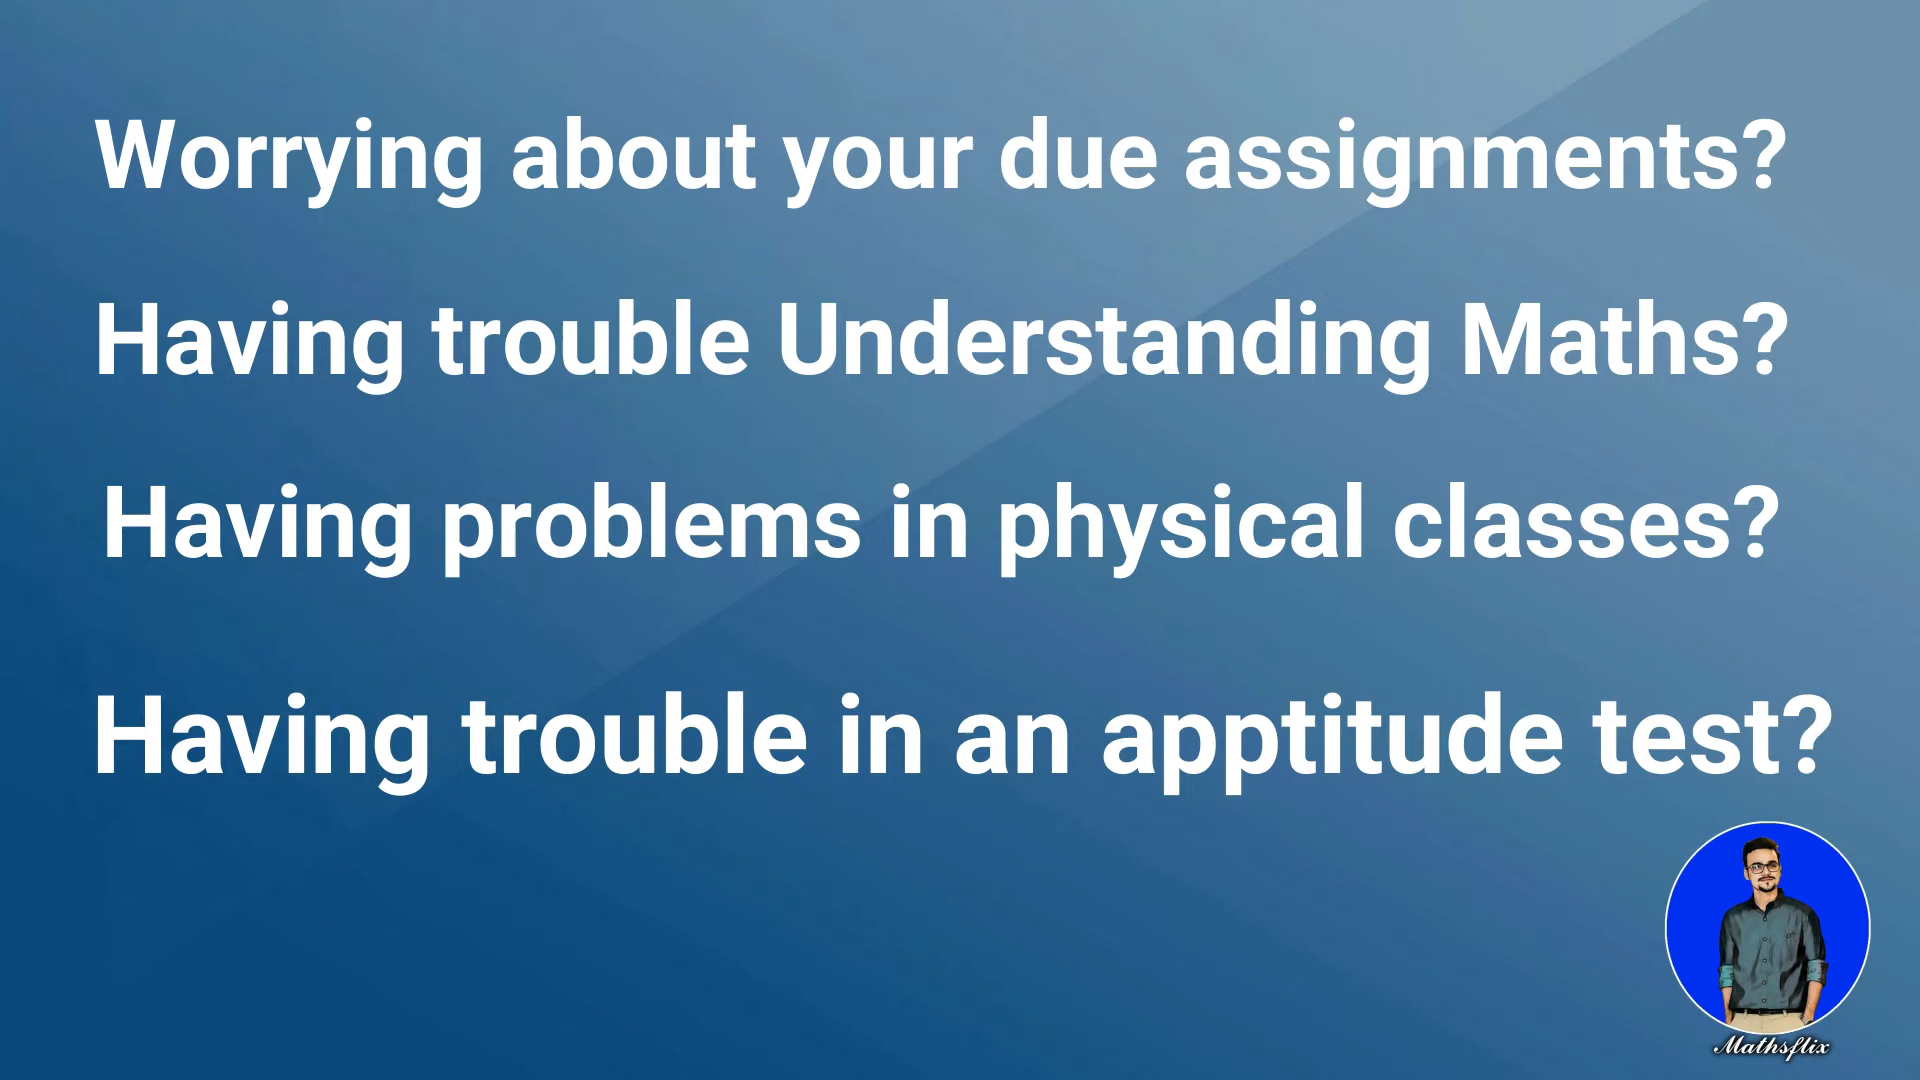 Worrying about your due assignments?
Having trouble Understanding Maths?
Having problems in physical classes?
Having trouble in an apptitude test?
Mathsflix